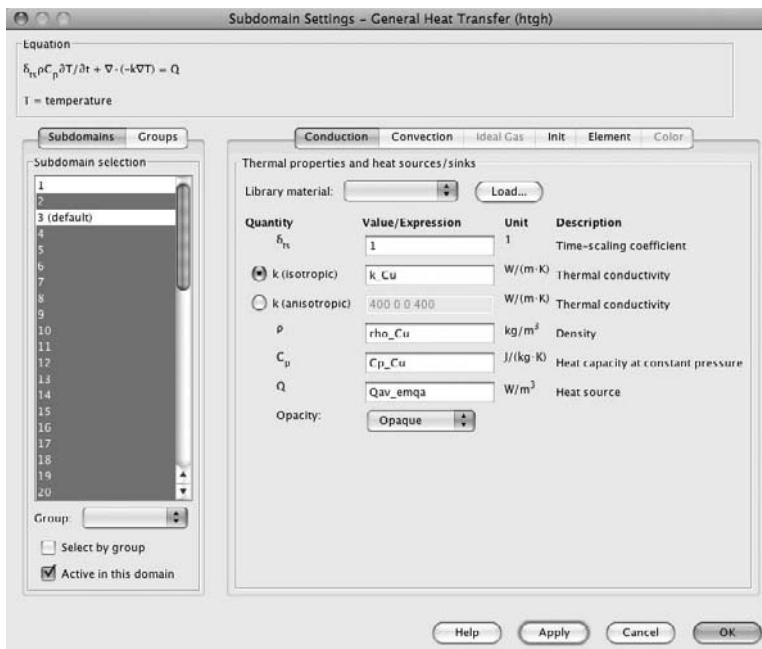 Subdomain Settings – General Heat Transfer (htgh)
Equation
δtsρCp∂T/∂t + ∇·(-k∇T) = Q
T = temperature
Subdomains Groups
Conduction Convection Ideal Gas Init Element Color
Subdomain selection
1
2
3 (default)
4
5
6
7
8
9
10
11
12
13
14
15
16
17
18
19
20
Group:
Select by group
Active in this domain
Thermal properties and heat sources/sinks
Library material: Load...
Quantity Value/Expression Unit Description
δts 1 1 Time-scaling coefficient
k (isotropic) k_Cu W/(m·K) Thermal conductivity
k (anisotropic) 400 0 0 400 W/(m·K) Thermal conductivity
ρ rho_Cu kg/m³ Density
Cp Cp_Cu J/(kg·K) Heat capacity at constant pressure
Q Qav_emqa W/m³ Heat source
Opacity: Opaque
Help Apply Cancel OK